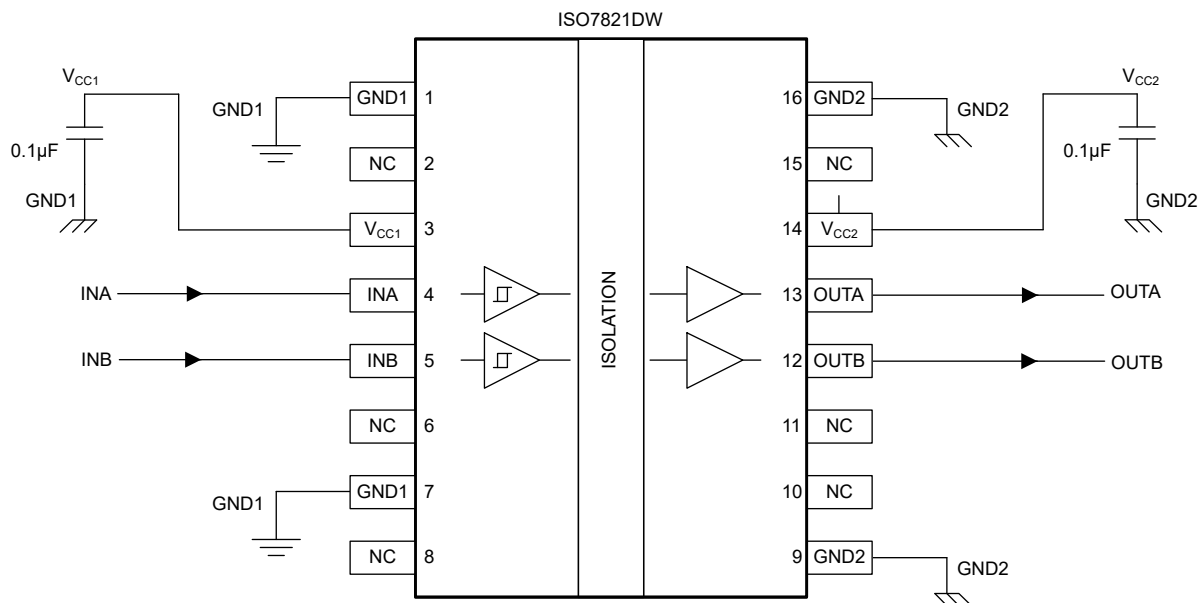 ISO7821DW
VCC1
0.1µF
GND1
GND1
GND1 1
NC 2
VCC1 3
INA
INA 4
INB
INB 5
NC 6
GND1
GND1 7
NC 8
ISOLATION
16 GND2
GND2
15 NC
14 VCC2
VCC2
0.1µF
GND2
13 OUTA
OUTA
12 OUTB
OUTB
11 NC
10 NC
9 GND2
GND2